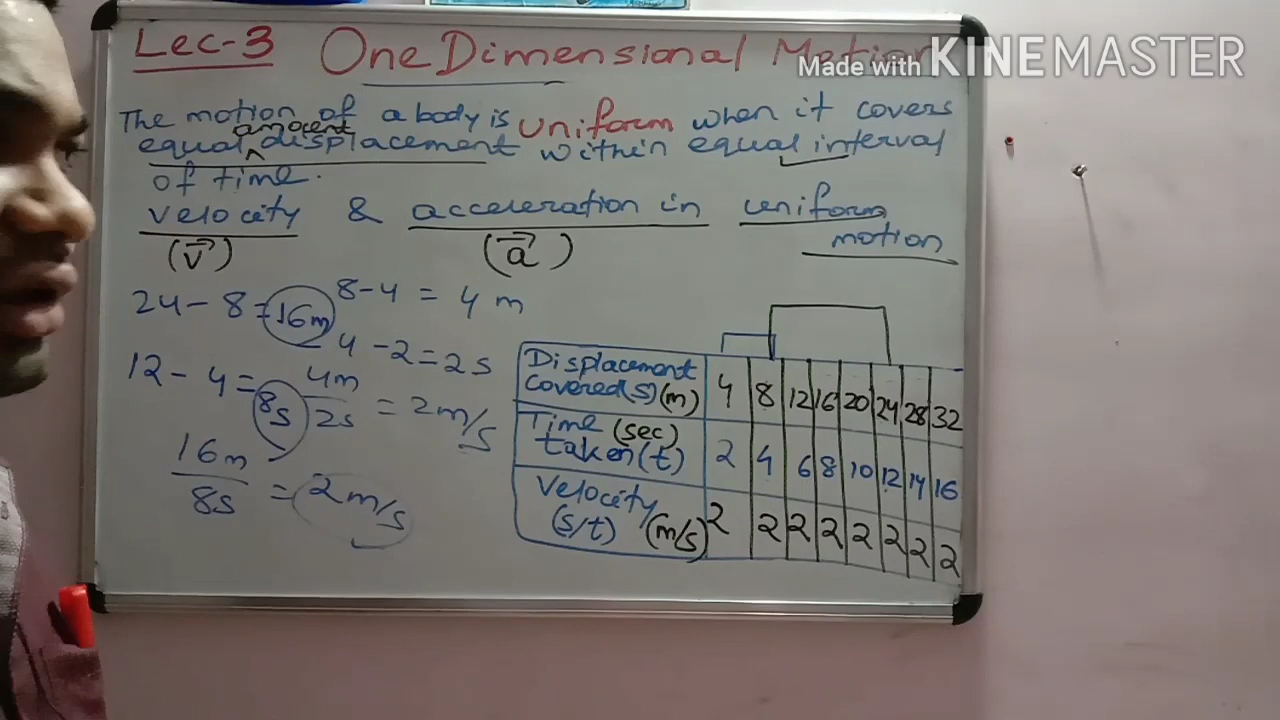 Lec-3 One Dimensional Motion
Made with KINEMASTER
The motion of a body is uniform when it covers
amocent
equal ^ displacement within equal interval
of time.
velocity & acceleration in uniform
motion
(v⃗) (a⃗)
24 - 8 = 16m
8-4 = 4 m
4 - 2 = 2s
12 - 4 = 8s
4m/2s = 2m/s
16m/8s = 2m/s
Displacement covered(s)(m) 4 8 12 16 20 24 28 32
Time (sec) taken(t) 2 4 6 8 10 12 14 16
Velocity (s/t) (m/s) 2 2 2 2 2 2 2 2